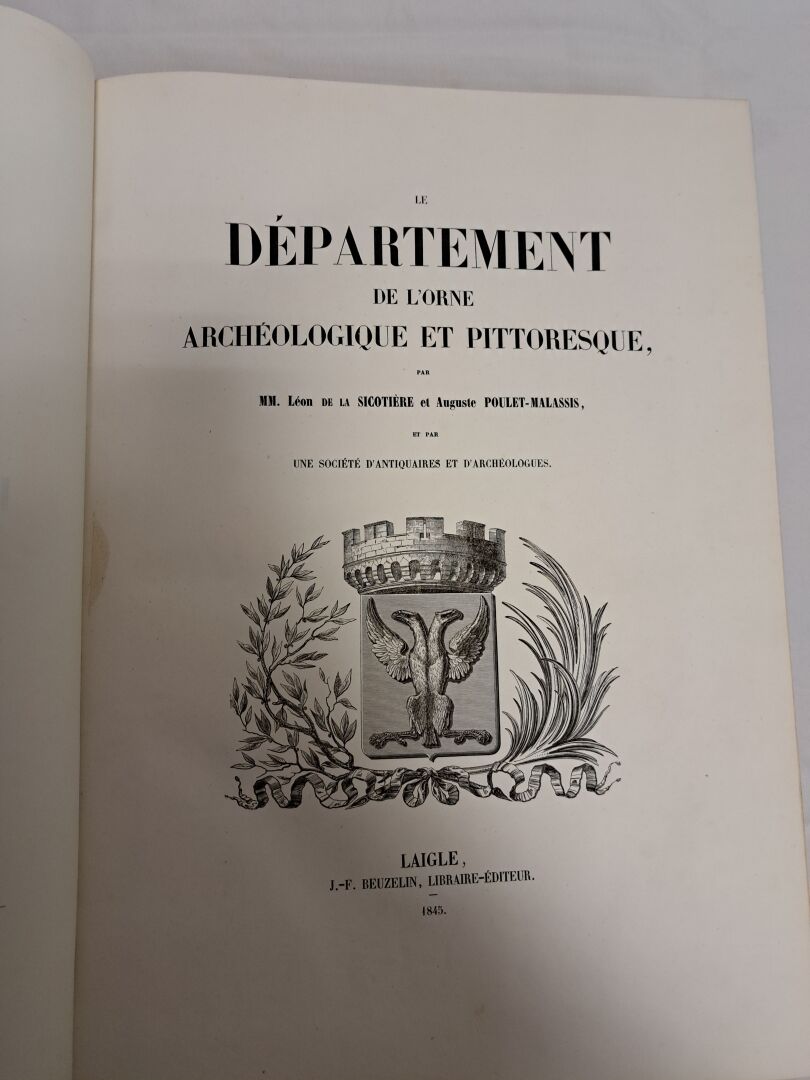 LE
DÉPARTEMENT
DE L'ORNE
ARCHÉOLOGIQUE ET PITTORESQUE,
PAR
MM. Léon DE LA SICOTIÈRE et Auguste POULET-MALASSIS,
ET PAR
UNE SOCIÉTÉ D'ANTIQUAIRES ET D'ARCHÉOLOGUES.
LAIGLE,
J.-F. BEUZELIN, LIBRAIRE-ÉDITEUR.
1845.